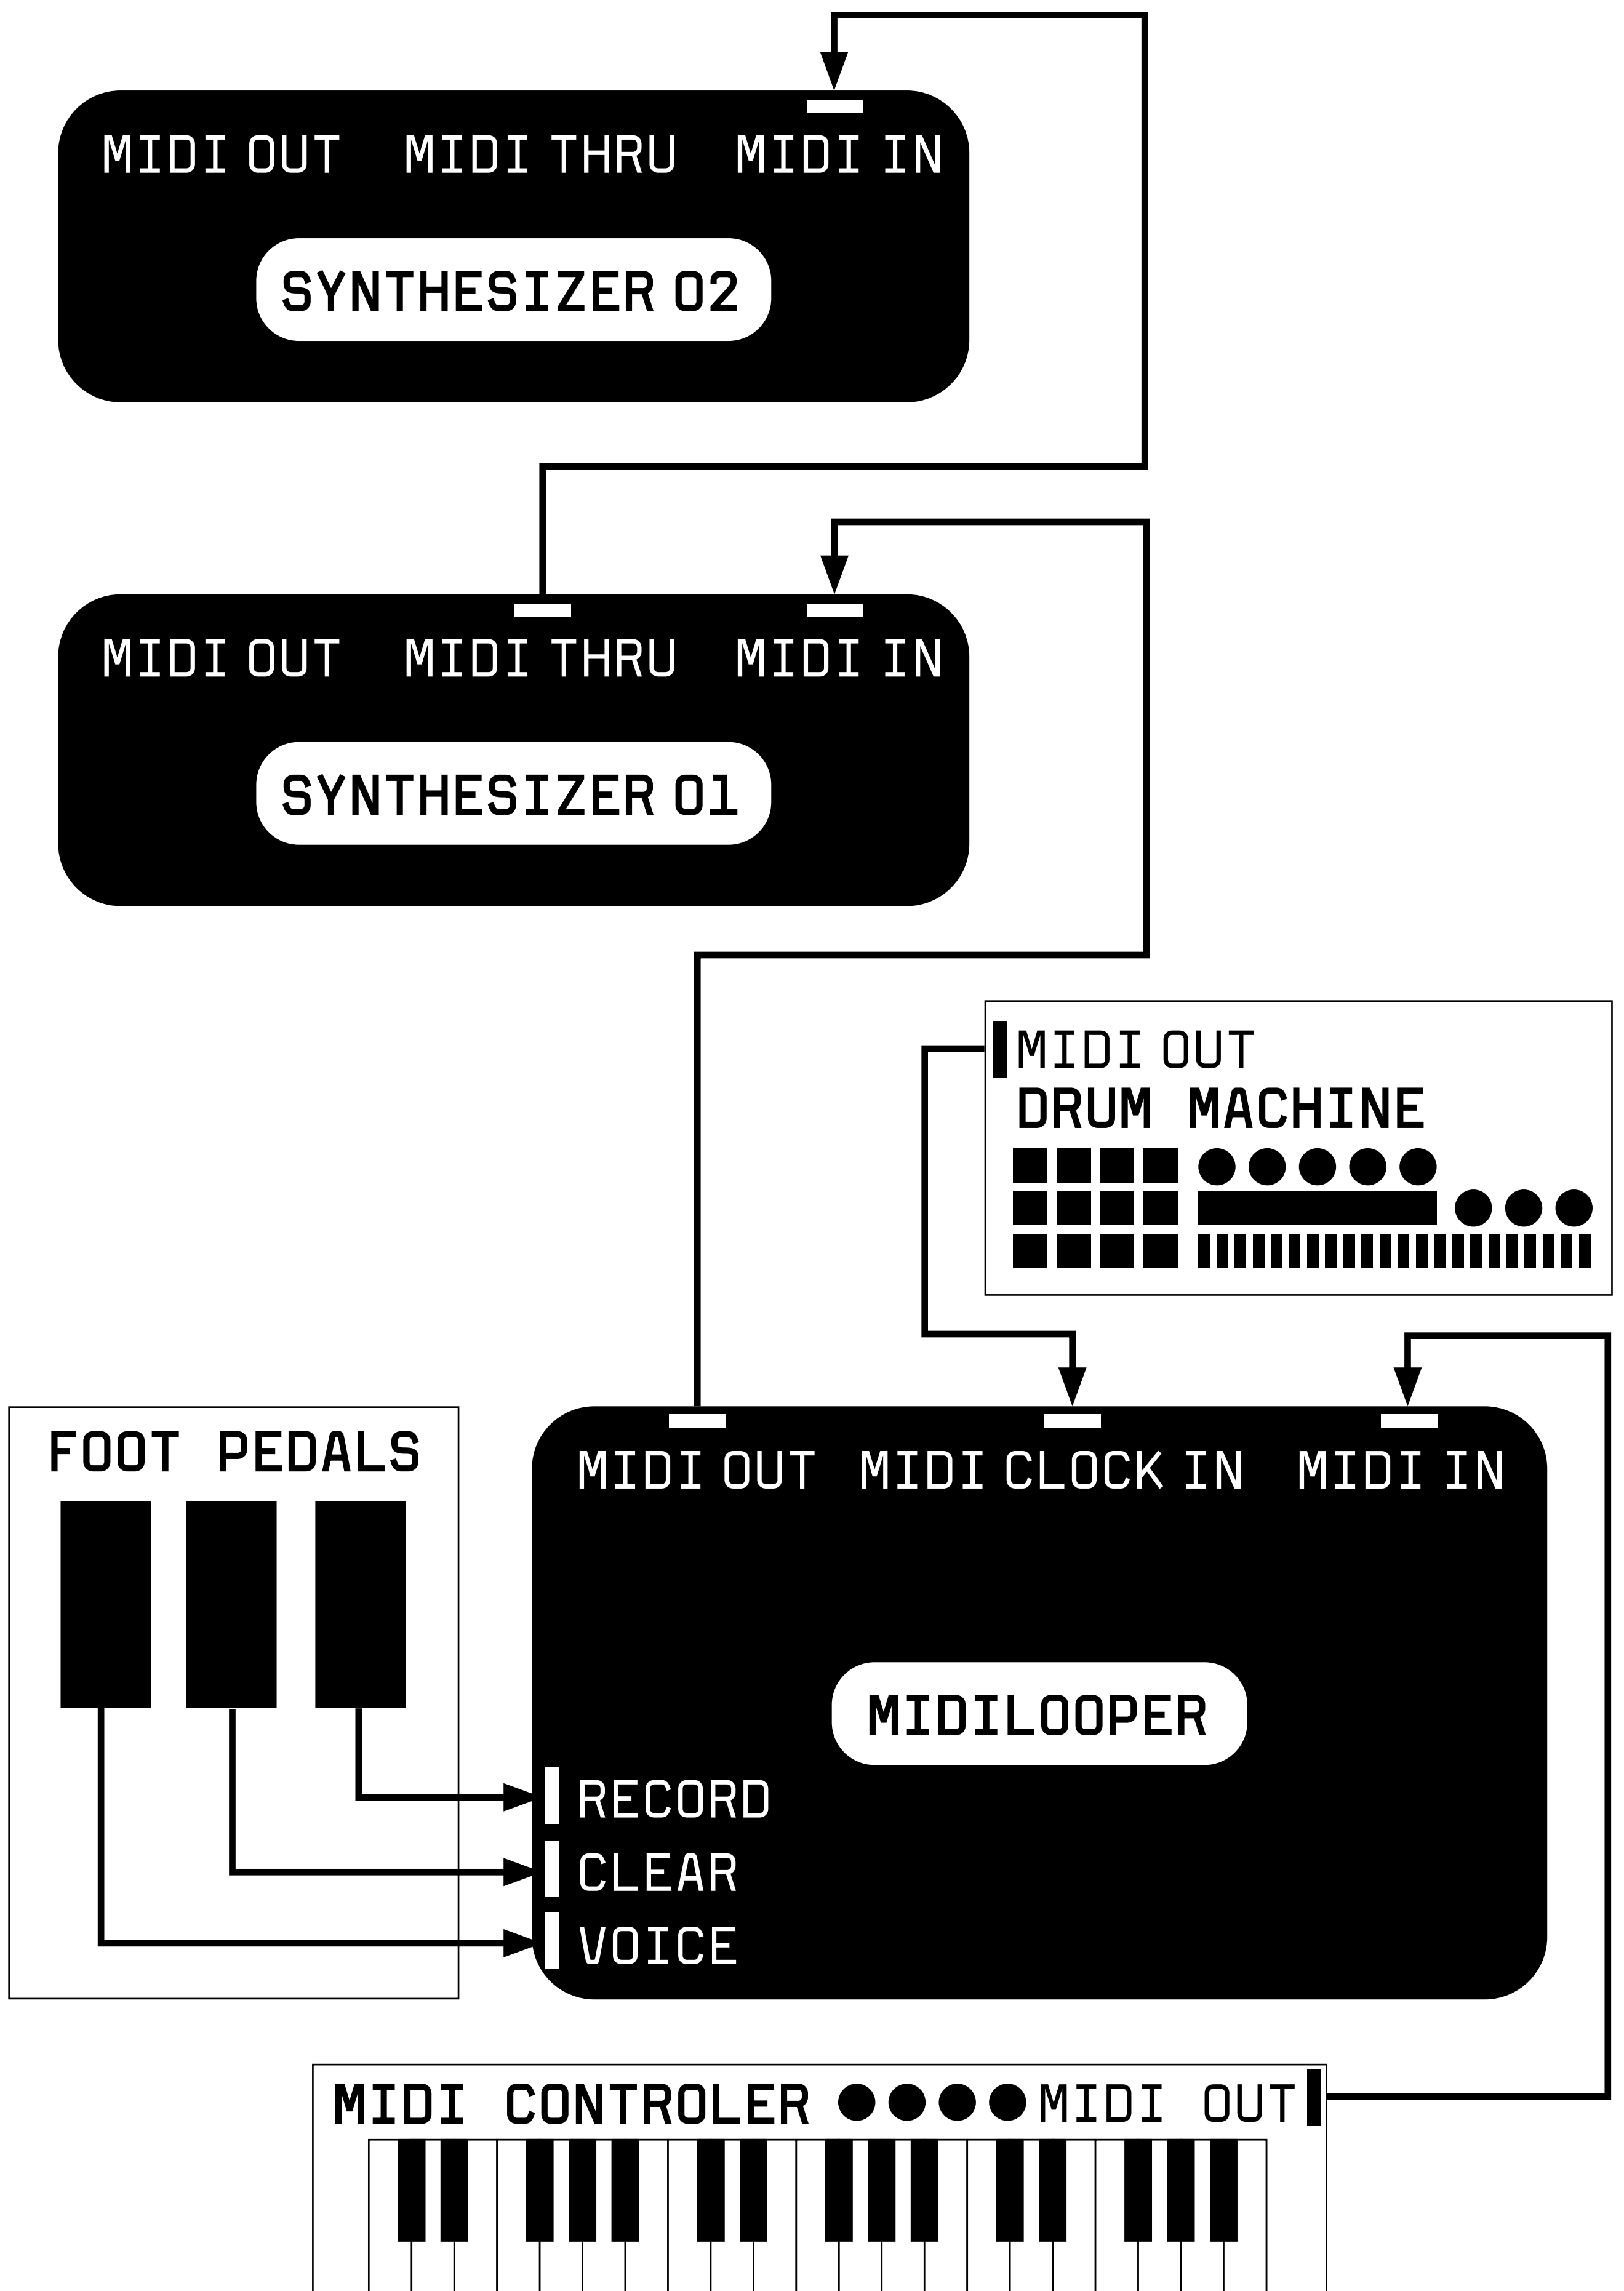 MIDI OUT MIDI THRU MIDI IN
SYNTHESIZER 02
MIDI OUT MIDI THRU MIDI IN
SYNTHESIZER 01
MIDI OUT
DRUM MACHINE
FOOT PEDALS
MIDI OUT MIDI CLOCK IN MIDI IN
MIDILOOPER
RECORD
CLEAR
VOICE
MIDI CONTROLER MIDI OUT